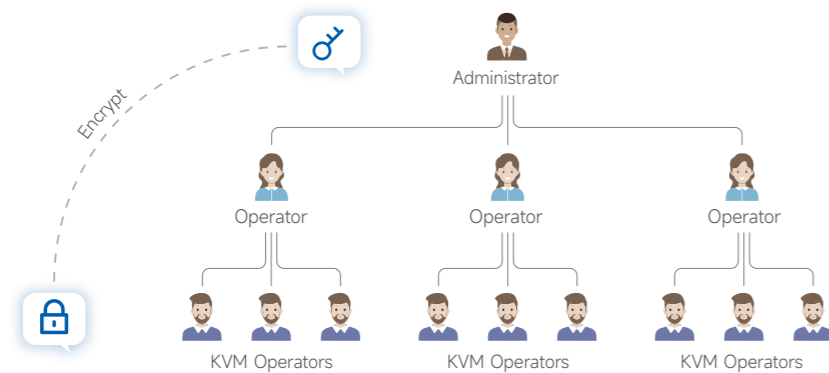 Administrator
Encrypt
Operator
Operator
Operator
KVM Operators
KVM Operators
KVM Operators